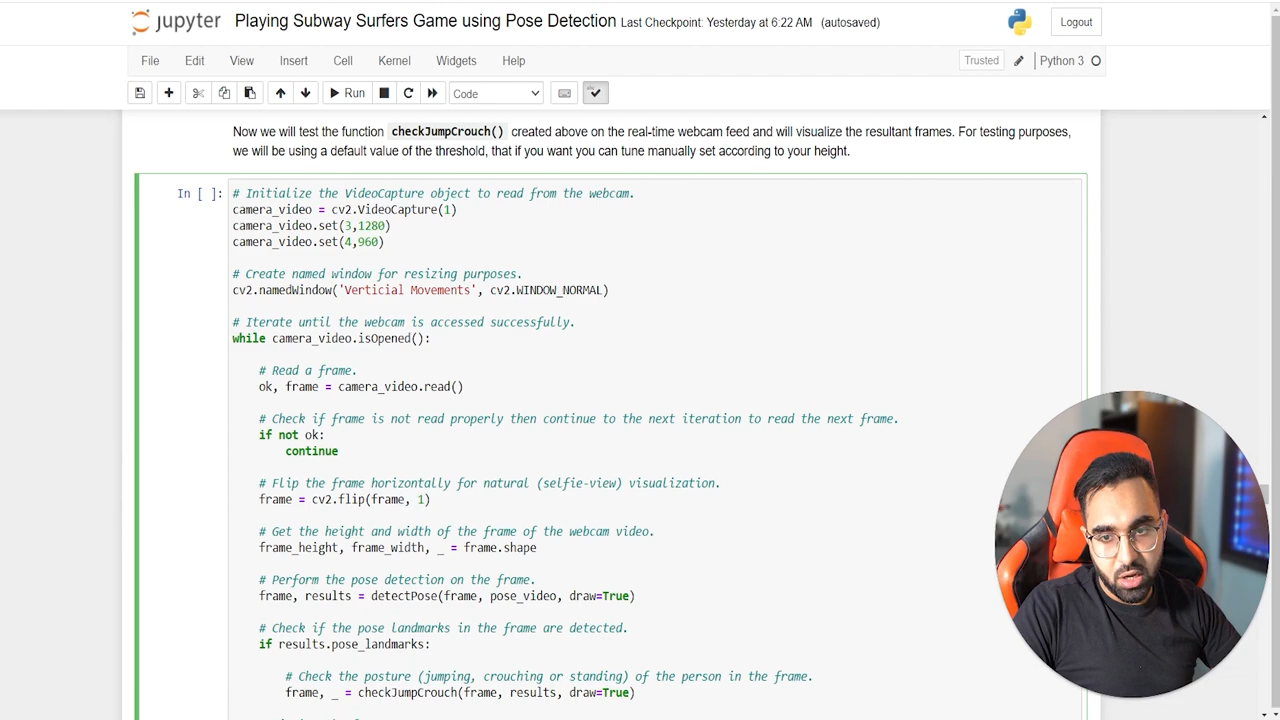 jupyter Playing Subway Surfers Game using Pose Detection Last Checkpoint: Yesterday at 6:22 AM (autosaved) Logout
File Edit View Insert Cell Kernel Widgets Help Trusted Python 3
Run Code
Now we will test the function checkJumpCrouch() created above on the real-time webcam feed and will visualize the resultant frames. For testing purposes,
we will be using a default value of the threshold, that if you want you can tune manually set according to your height.
In [ ]: # Initialize the VideoCapture object to read from the webcam.
camera_video = cv2.VideoCapture(1)
camera_video.set(3,1280)
camera_video.set(4,960)
# Create named window for resizing purposes.
cv2.namedWindow('Verticial Movements', cv2.WINDOW_NORMAL)
# Iterate until the webcam is accessed successfully.
while camera_video.isOpened():
# Read a frame.
ok, frame = camera_video.read()
# Check if frame is not read properly then continue to the next iteration to read the next frame.
if not ok:
continue
# Flip the frame horizontally for natural (selfie-view) visualization.
frame = cv2.flip(frame, 1)
# Get the height and width of the frame of the webcam video.
frame_height, frame_width, _ = frame.shape
# Perform the pose detection on the frame.
frame, results = detectPose(frame, pose_video, draw=True)
# Check if the pose landmarks in the frame are detected.
if results.pose_landmarks:
# Check the posture (jumping, crouching or standing) of the person in the frame.
frame, _ = checkJumpCrouch(frame, results, draw=True)